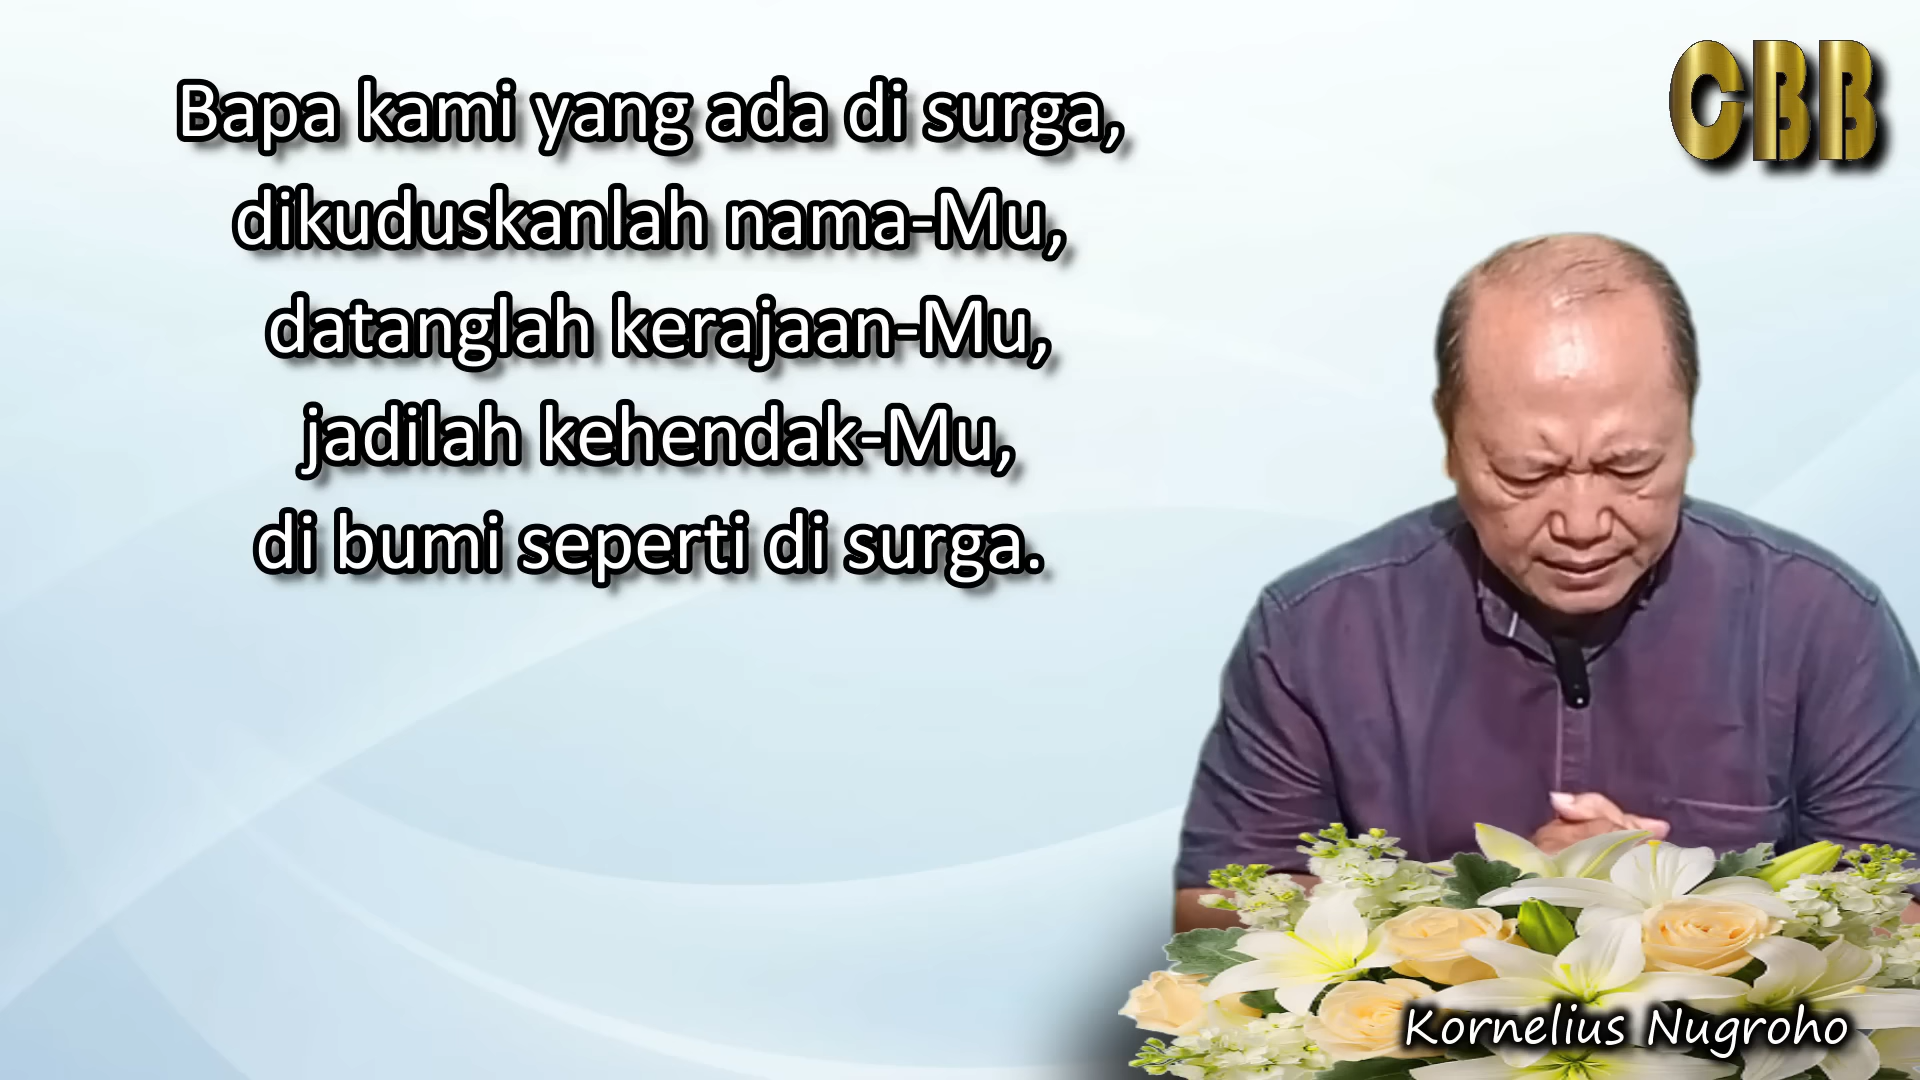 CBB
Bapa kami yang ada di surga,
dikuduskanlah nama-Mu,
datanglah kerajaan-Mu,
jadilah kehendak-Mu,
di bumi seperti di surga.
Kornelius Nugroho